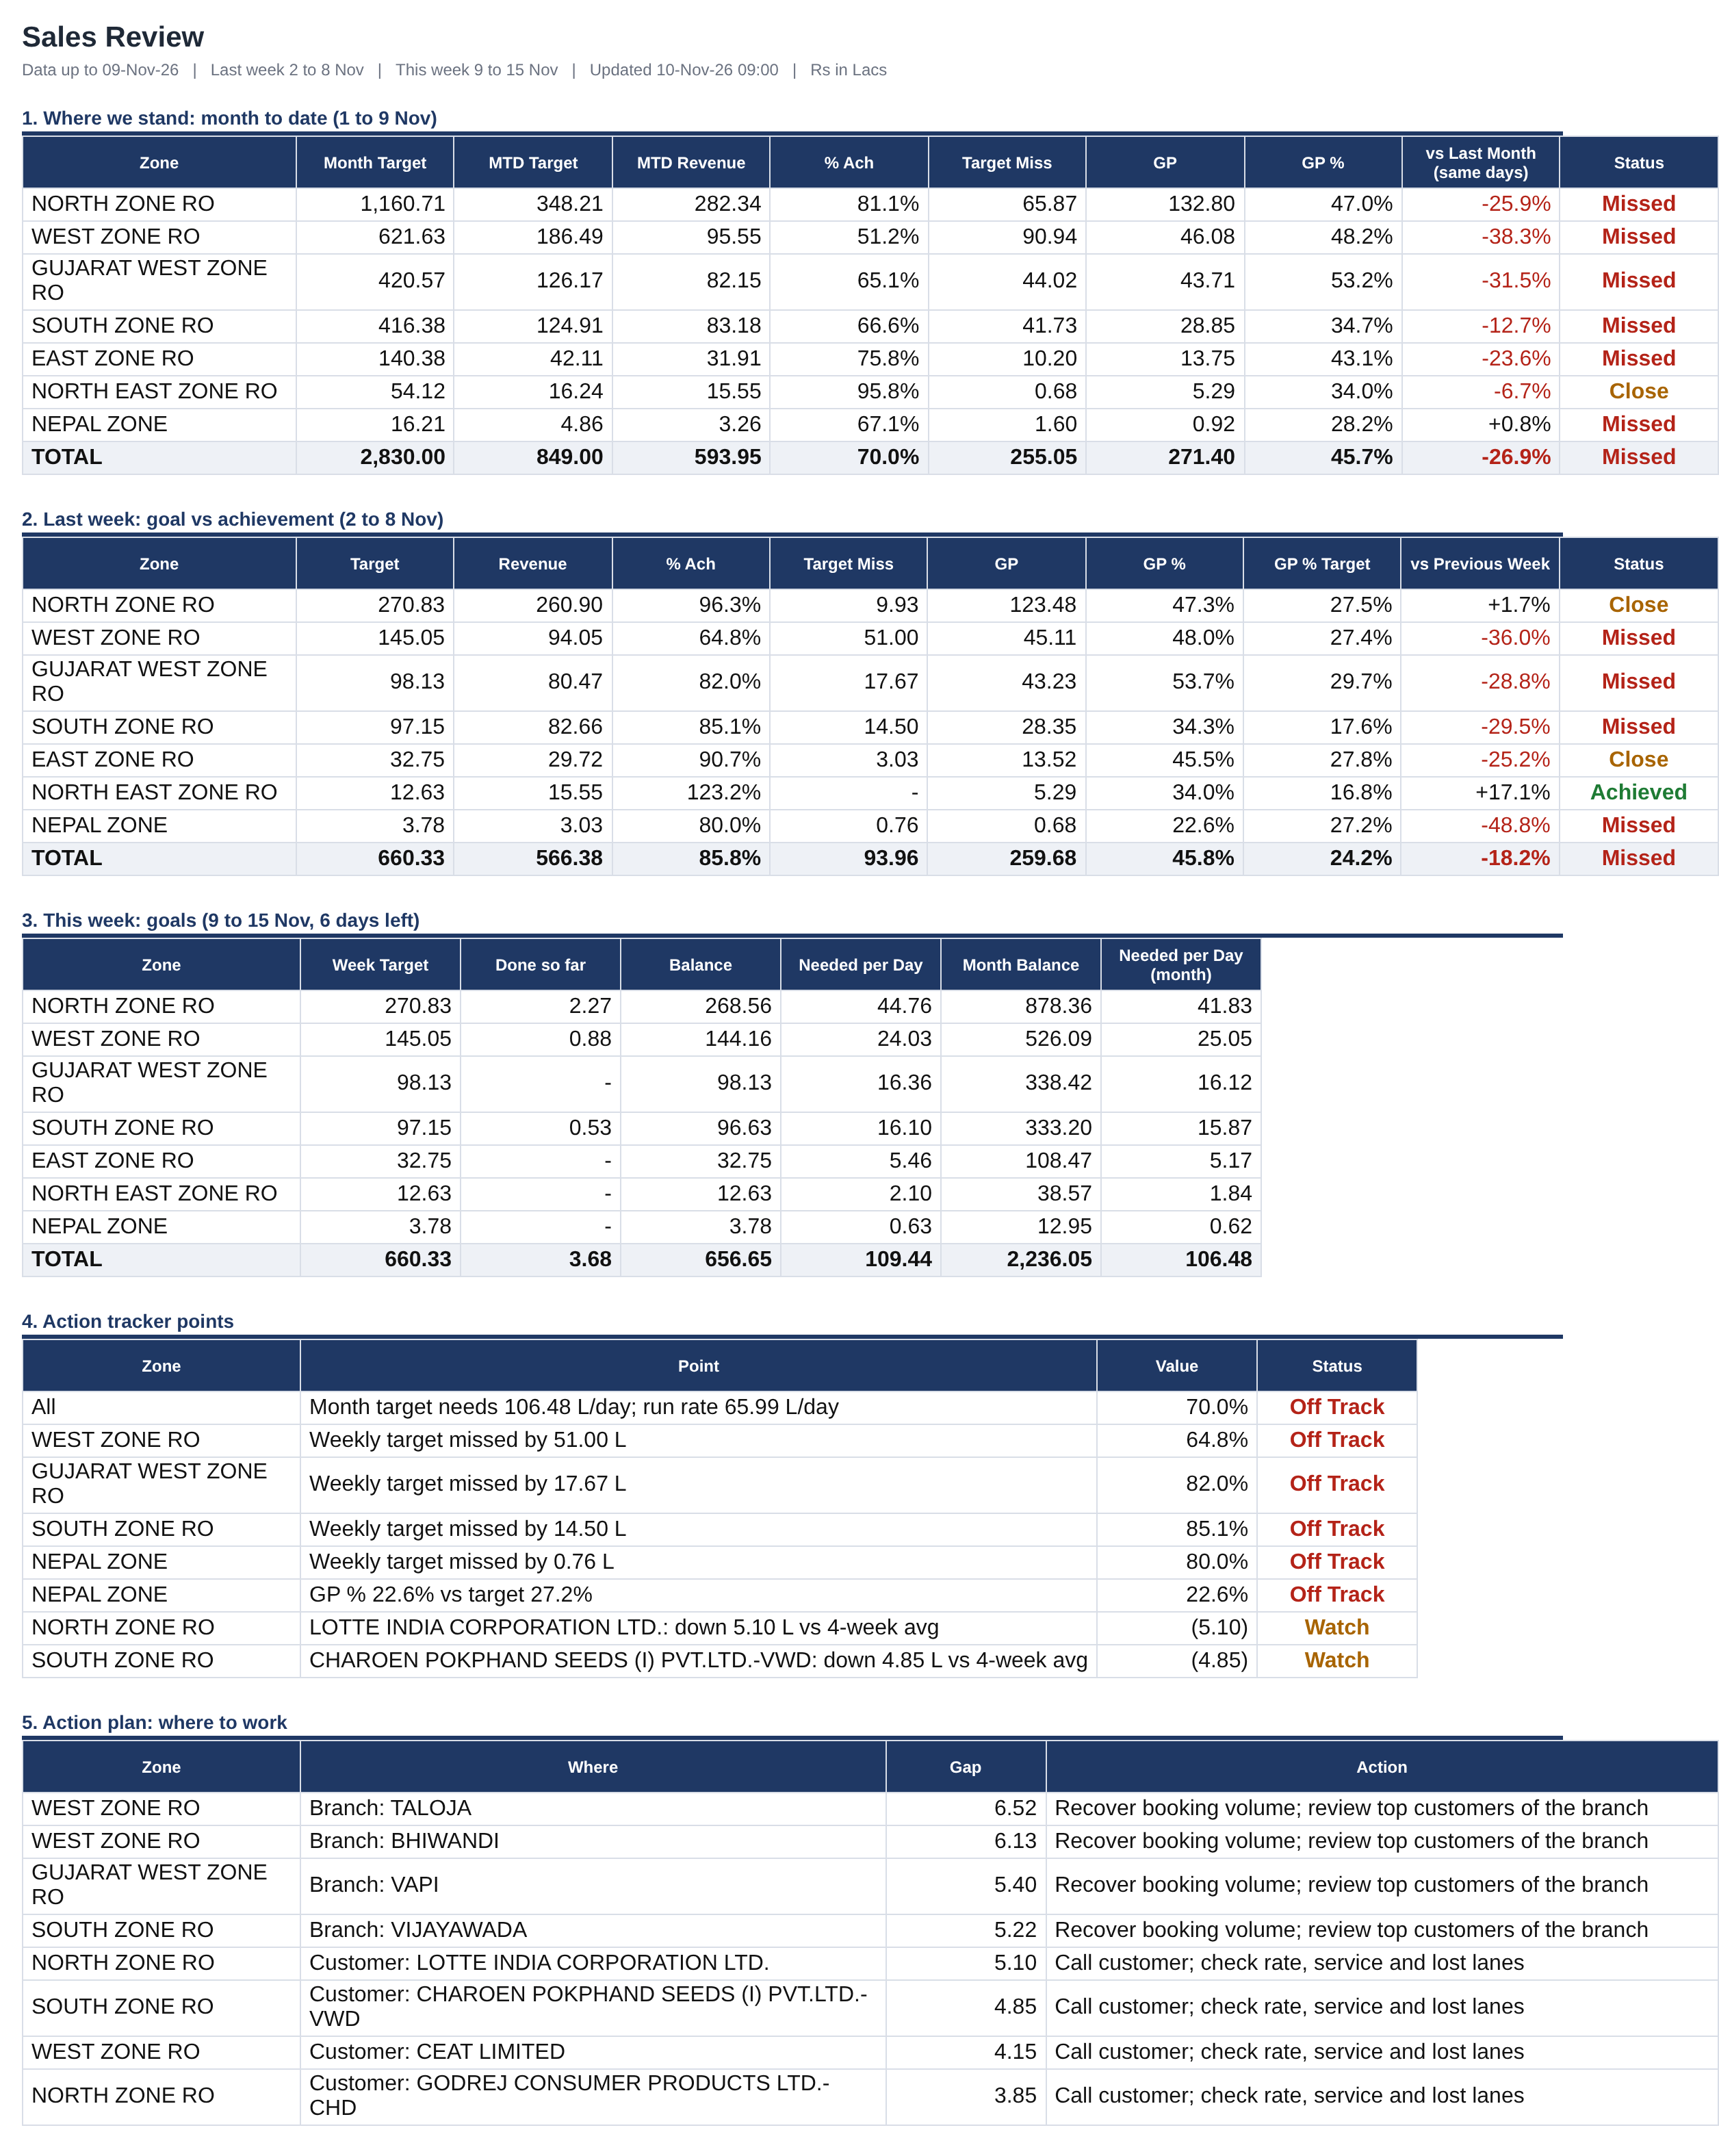 Sales Review
Data up to 09-Nov-26 | Last week 2 to 8 Nov | This week 9 to 15 Nov | Updated 10-Nov-26 09:00 | Rs in Lacs
1. Where we stand: month to date (1 to 9 Nov)
Zone Month Target MTD Target MTD Revenue % Ach Target Miss GP GP % vs Last Month (same days) Status
NORTH ZONE RO 1,160.71 348.21 282.34 81.1% 65.87 132.80 47.0% -25.9% Missed
WEST ZONE RO 621.63 186.49 95.55 51.2% 90.94 46.08 48.2% -38.3% Missed
GUJARAT WEST ZONE RO 420.57 126.17 82.15 65.1% 44.02 43.71 53.2% -31.5% Missed
SOUTH ZONE RO 416.38 124.91 83.18 66.6% 41.73 28.85 34.7% -12.7% Missed
EAST ZONE RO 140.38 42.11 31.91 75.8% 10.20 13.75 43.1% -23.6% Missed
NORTH EAST ZONE RO 54.12 16.24 15.55 95.8% 0.68 5.29 34.0% -6.7% Close
NEPAL ZONE 16.21 4.86 3.26 67.1% 1.60 0.92 28.2% +0.8% Missed
TOTAL 2,830.00 849.00 593.95 70.0% 255.05 271.40 45.7% -26.9% Missed
2. Last week: goal vs achievement (2 to 8 Nov)
Zone Target Revenue % Ach Target Miss GP GP % GP % Target vs Previous Week Status
NORTH ZONE RO 270.83 260.90 96.3% 9.93 123.48 47.3% 27.5% +1.7% Close
WEST ZONE RO 145.05 94.05 64.8% 51.00 45.11 48.0% 27.4% -36.0% Missed
GUJARAT WEST ZONE RO 98.13 80.47 82.0% 17.67 43.23 53.7% 29.7% -28.8% Missed
SOUTH ZONE RO 97.15 82.66 85.1% 14.50 28.35 34.3% 17.6% -29.5% Missed
EAST ZONE RO 32.75 29.72 90.7% 3.03 13.52 45.5% 27.8% -25.2% Close
NORTH EAST ZONE RO 12.63 15.55 123.2% - 5.29 34.0% 16.8% +17.1% Achieved
NEPAL ZONE 3.78 3.03 80.0% 0.76 0.68 22.6% 27.2% -48.8% Missed
TOTAL 660.33 566.38 85.8% 93.96 259.68 45.8% 24.2% -18.2% Missed
3. This week: goals (9 to 15 Nov, 6 days left)
Zone Week Target Done so far Balance Needed per Day Month Balance Needed per Day (month)
NORTH ZONE RO 270.83 2.27 268.56 44.76 878.36 41.83
WEST ZONE RO 145.05 0.88 144.16 24.03 526.09 25.05
GUJARAT WEST ZONE RO 98.13 - 98.13 16.36 338.42 16.12
SOUTH ZONE RO 97.15 0.53 96.63 16.10 333.20 15.87
EAST ZONE RO 32.75 - 32.75 5.46 108.47 5.17
NORTH EAST ZONE RO 12.63 - 12.63 2.10 38.57 1.84
NEPAL ZONE 3.78 - 3.78 0.63 12.95 0.62
TOTAL 660.33 3.68 656.65 109.44 2,236.05 106.48
4. Action tracker points
Zone Point Value Status
All Month target needs 106.48 L/day; run rate 65.99 L/day 70.0% Off Track
WEST ZONE RO Weekly target missed by 51.00 L 64.8% Off Track
GUJARAT WEST ZONE RO Weekly target missed by 17.67 L 82.0% Off Track
SOUTH ZONE RO Weekly target missed by 14.50 L 85.1% Off Track
NEPAL ZONE Weekly target missed by 0.76 L 80.0% Off Track
NEPAL ZONE GP % 22.6% vs target 27.2% 22.6% Off Track
NORTH ZONE RO LOTTE INDIA CORPORATION LTD.: down 5.10 L vs 4-week avg (5.10) Watch
SOUTH ZONE RO CHAROEN POKPHAND SEEDS (I) PVT.LTD.-VWD: down 4.85 L vs 4-week avg (4.85) Watch
5. Action plan: where to work
Zone Where Gap Action
WEST ZONE RO Branch: TALOJA 6.52 Recover booking volume; review top customers of the branch
WEST ZONE RO Branch: BHIWANDI 6.13 Recover booking volume; review top customers of the branch
GUJARAT WEST ZONE RO Branch: VAPI 5.40 Recover booking volume; review top customers of the branch
SOUTH ZONE RO Branch: VIJAYAWADA 5.22 Recover booking volume; review top customers of the branch
NORTH ZONE RO Customer: LOTTE INDIA CORPORATION LTD. 5.10 Call customer; check rate, service and lost lanes
SOUTH ZONE RO Customer: CHAROEN POKPHAND SEEDS (I) PVT.LTD.-VWD 4.85 Call customer; check rate, service and lost lanes
WEST ZONE RO Customer: CEAT LIMITED 4.15 Call customer; check rate, service and lost lanes
NORTH ZONE RO Customer: GODREJ CONSUMER PRODUCTS LTD.-CHD 3.85 Call customer; check rate, service and lost lanes